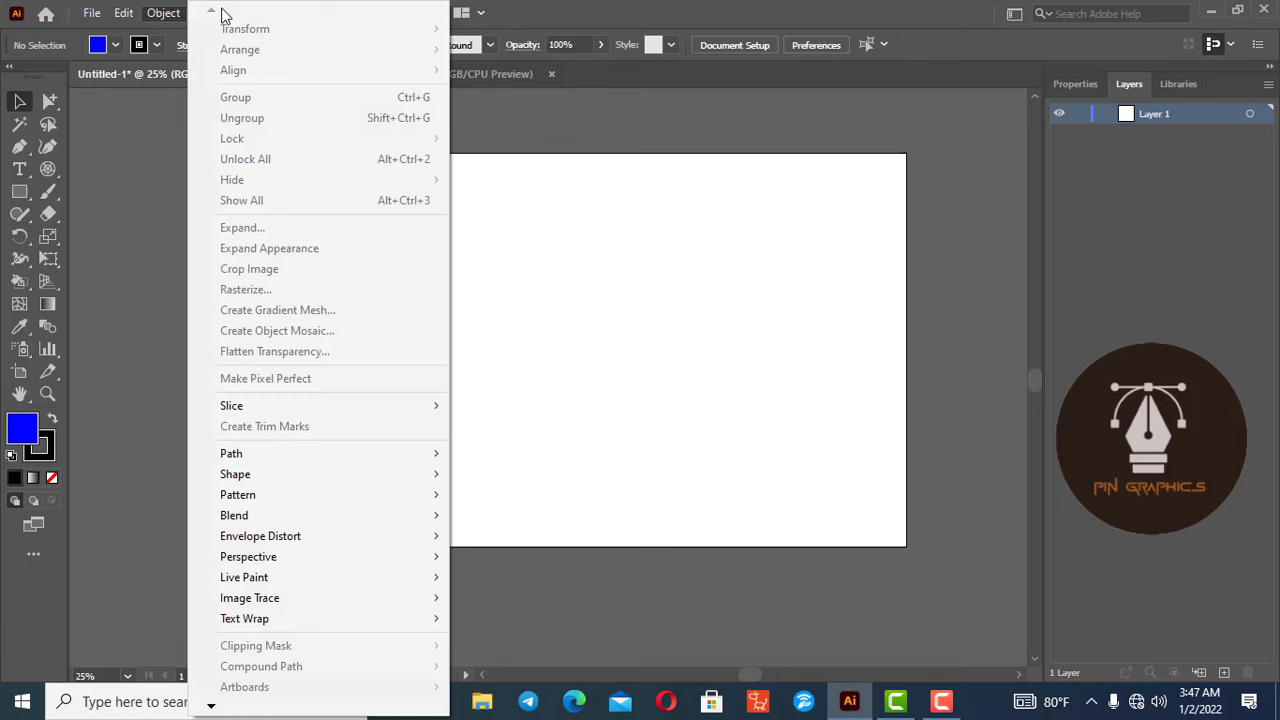 Ai File Edit Object
Search Adobe Help
No Selection
Round Opacity: 100% Style: Document Setup Preferences
Untitled-1* @ 25% (RG
GB/CPU Preview)
Properties Layers Libraries
Layer 1
Transform
Arrange
Align
Group Ctrl+G
Ungroup Shift+Ctrl+G
Lock
Unlock All Alt+Ctrl+2
Hide
Show All Alt+Ctrl+3
Expand...
Expand Appearance
Crop Image
Rasterize...
Create Gradient Mesh...
Create Object Mosaic...
Flatten Transparency...
Make Pixel Perfect
Slice
Create Trim Marks
Path
Shape
Pattern
Blend
Envelope Distort
Perspective
Live Paint
Image Trace
Text Wrap
Clipping Mask
Compound Path
Artboards
PIN GRAPHICS
25% 1
1 Layer
Type here to sear
Ai
80°F
3:47 AM
1/2/2022